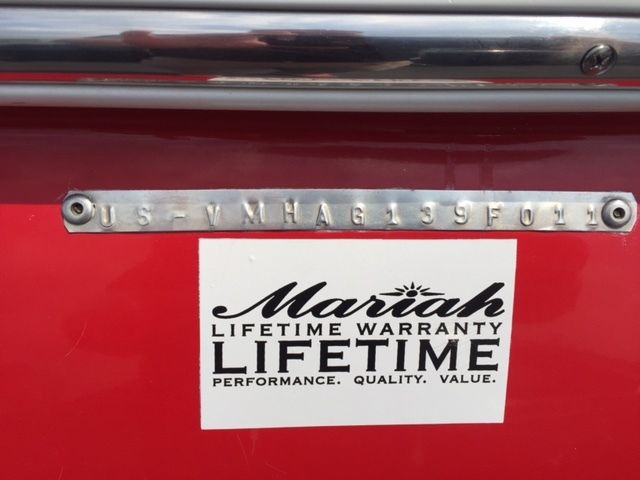 US-VMHAG139F011
Mariah
LIFETIME WARRANTY
LIFETIME
PERFORMANCE. QUALITY. VALUE.